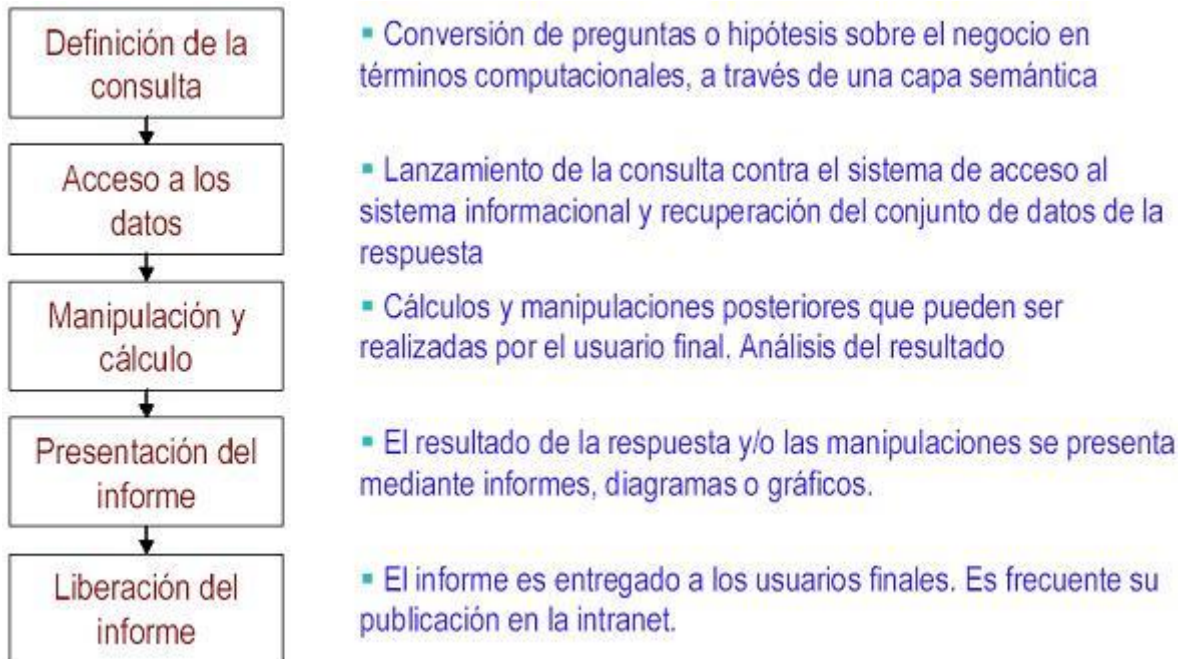 Definición de la
consulta
▪ Conversión de preguntas o hipótesis sobre el negocio en
términos computacionales, a través de una capa semántica
Acceso a los
datos
▪ Lanzamiento de la consulta contra el sistema de acceso al
sistema informacional y recuperación del conjunto de datos de la
respuesta
Manipulación y
cálculo
▪ Cálculos y manipulaciones posteriores que pueden ser
realizadas por el usuario final. Análisis del resultado
Presentación del
informe
▪ El resultado de la respuesta y/o las manipulaciones se presenta
mediante informes, diagramas o gráficos.
Liberación del
informe
▪ El informe es entregado a los usuarios finales. Es frecuente su
publicación en la intranet.